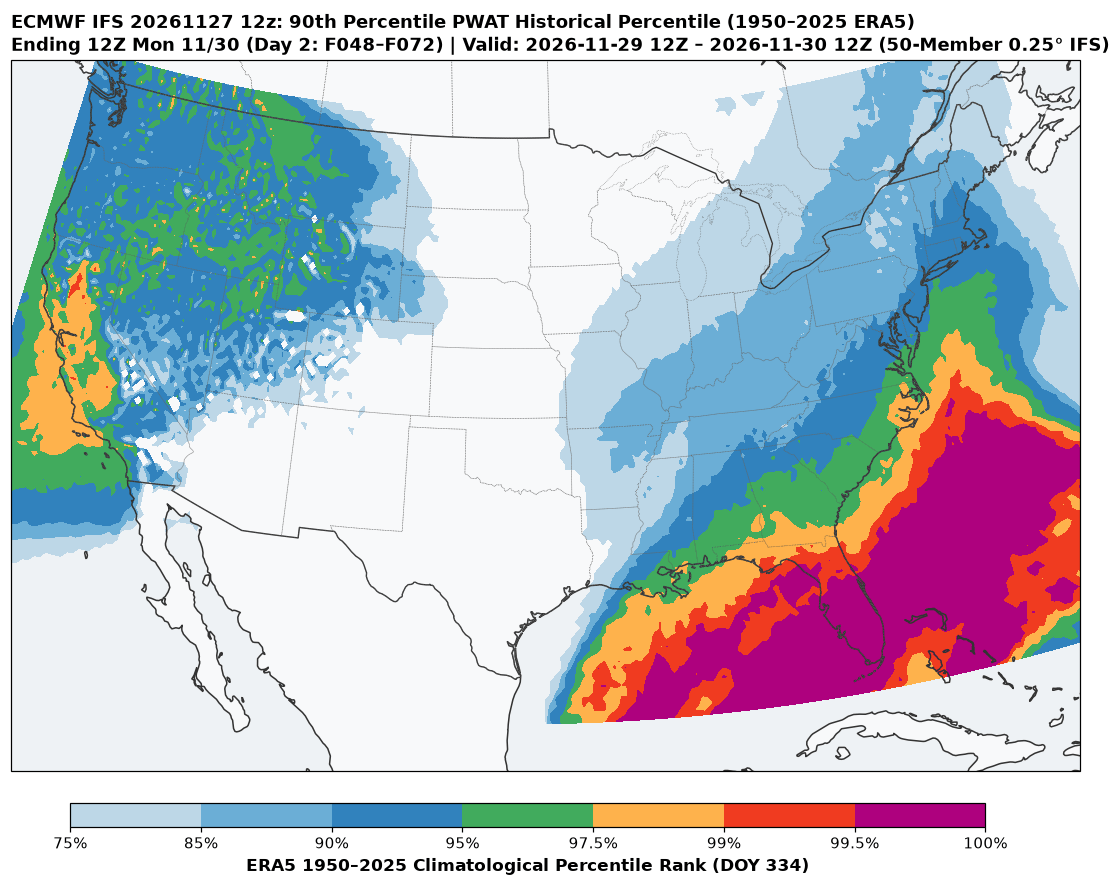 ECMWF IFS 20261127 12z: 90th Percentile PWAT Historical Percentile (1950–2025 ERA5)
Ending 12Z Mon 11/30 (Day 2: F048–F072) | Valid: 2026-11-29 12Z – 2026-11-30 12Z (50-Member 0.25° IFS)
75% 85% 90% 95% 97.5% 99% 99.5% 100%
ERA5 1950–2025 Climatological Percentile Rank (DOY 334)